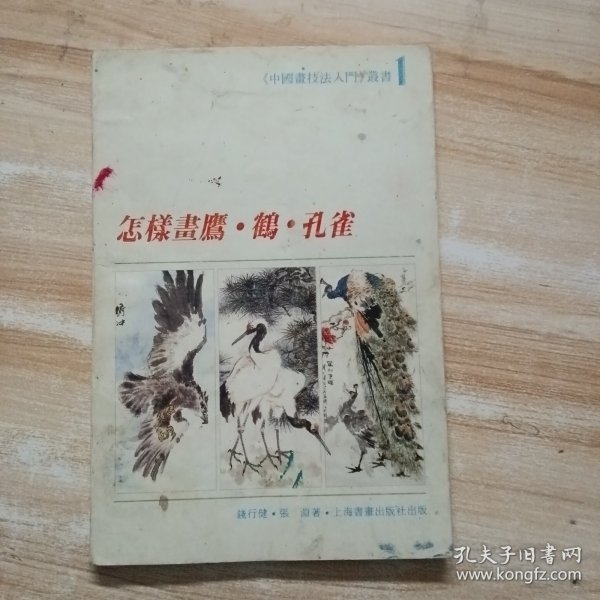 《中國畫技法入門》叢書 1
怎樣畫鷹·鶴·孔雀
錢行健·張淵著·上海書畫出版社出版
孔夫子旧书网
www.kongfz.com